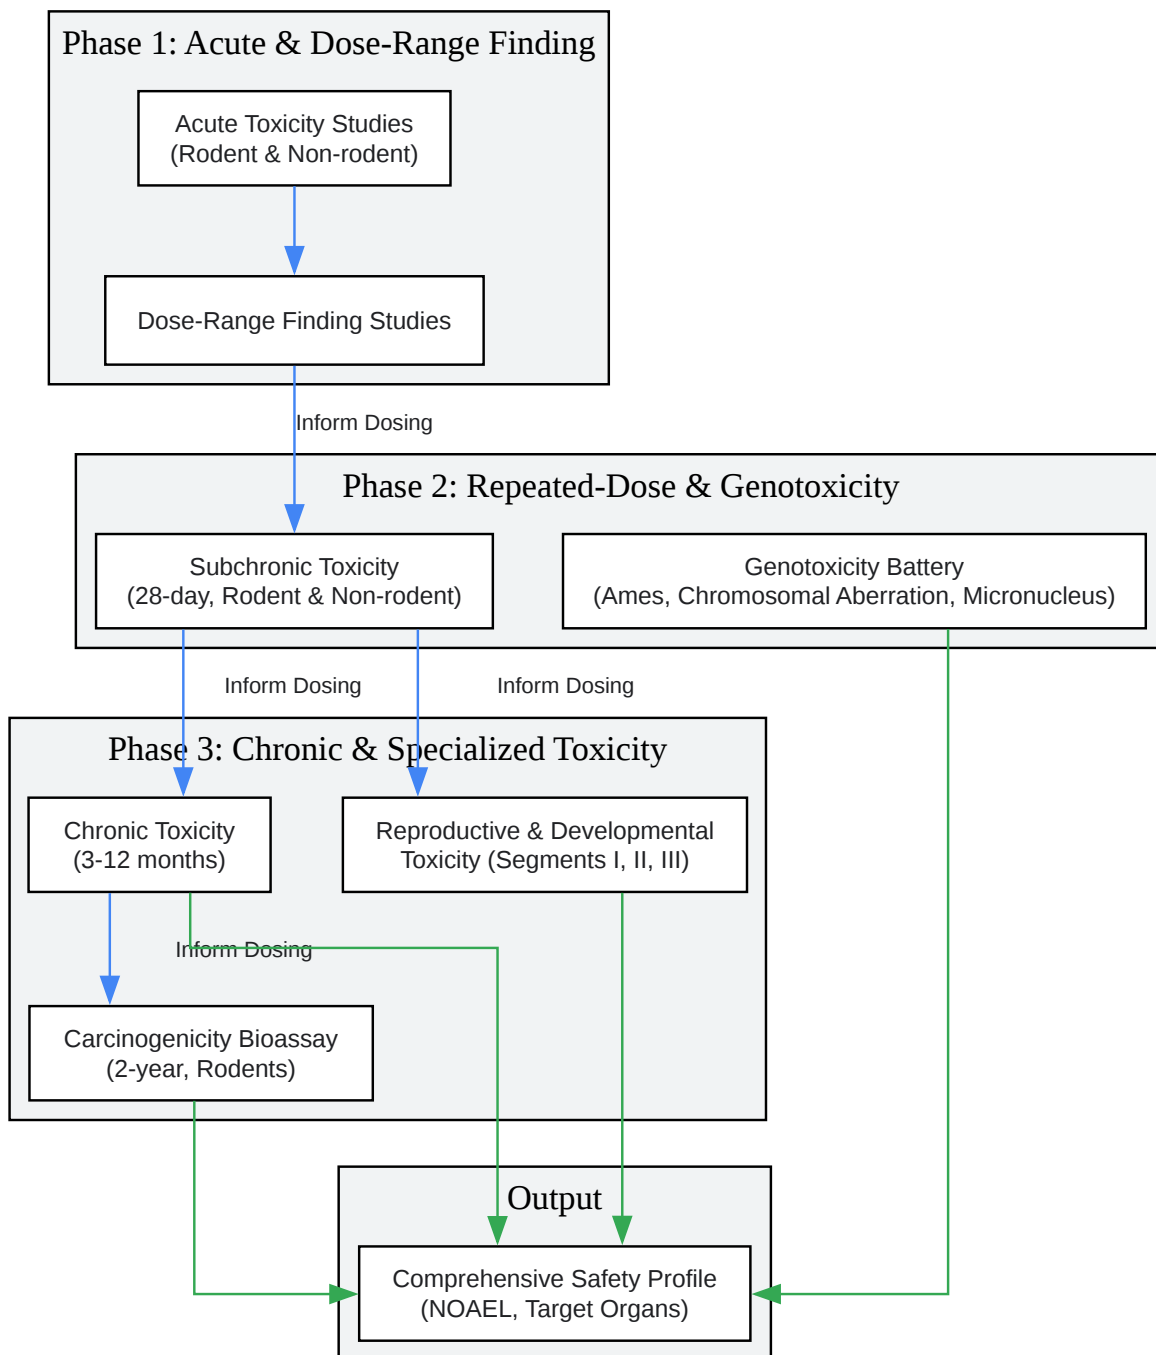 Phase 1: Acute & Dose-Range Finding
Acute Toxicity Studies
(Rodent & Non-rodent)
Dose-Range Finding Studies
Inform Dosing
Phase 2: Repeated-Dose & Genotoxicity
Subchronic Toxicity
(28-day, Rodent & Non-rodent)
Genotoxicity Battery
(Ames, Chromosomal Aberration, Micronucleus)
Inform Dosing
Inform Dosing
Phase 3: Chronic & Specialized Toxicity
Chronic Toxicity
(3-12 months)
Reproductive & Developmental
Toxicity (Segments I, II, III)
Inform Dosing
Carcinogenicity Bioassay
(2-year, Rodents)
Output
Comprehensive Safety Profile
(NOAEL, Target Organs)